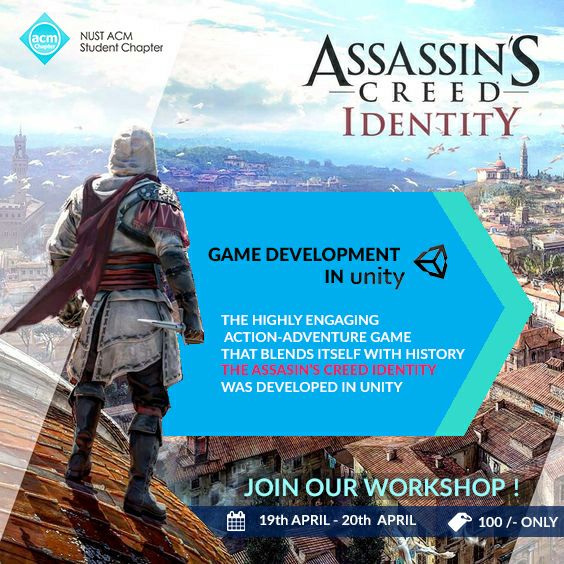 acm
Chapter
NUST ACM
Student Chapter
ASSASSIN'S
CREED
IDENTITY
GAME DEVELOPMENT
IN unity
THE HIGHLY ENGAGING
ACTION-ADVENTURE GAME
THAT BLENDS ITSELF WITH HISTORY
THE ASSASIN'S CREED IDENTITY
WAS DEVELOPED IN UNITY
JOIN OUR WORKSHOP !
19th APRIL - 20th APRIL
100 /- ONLY